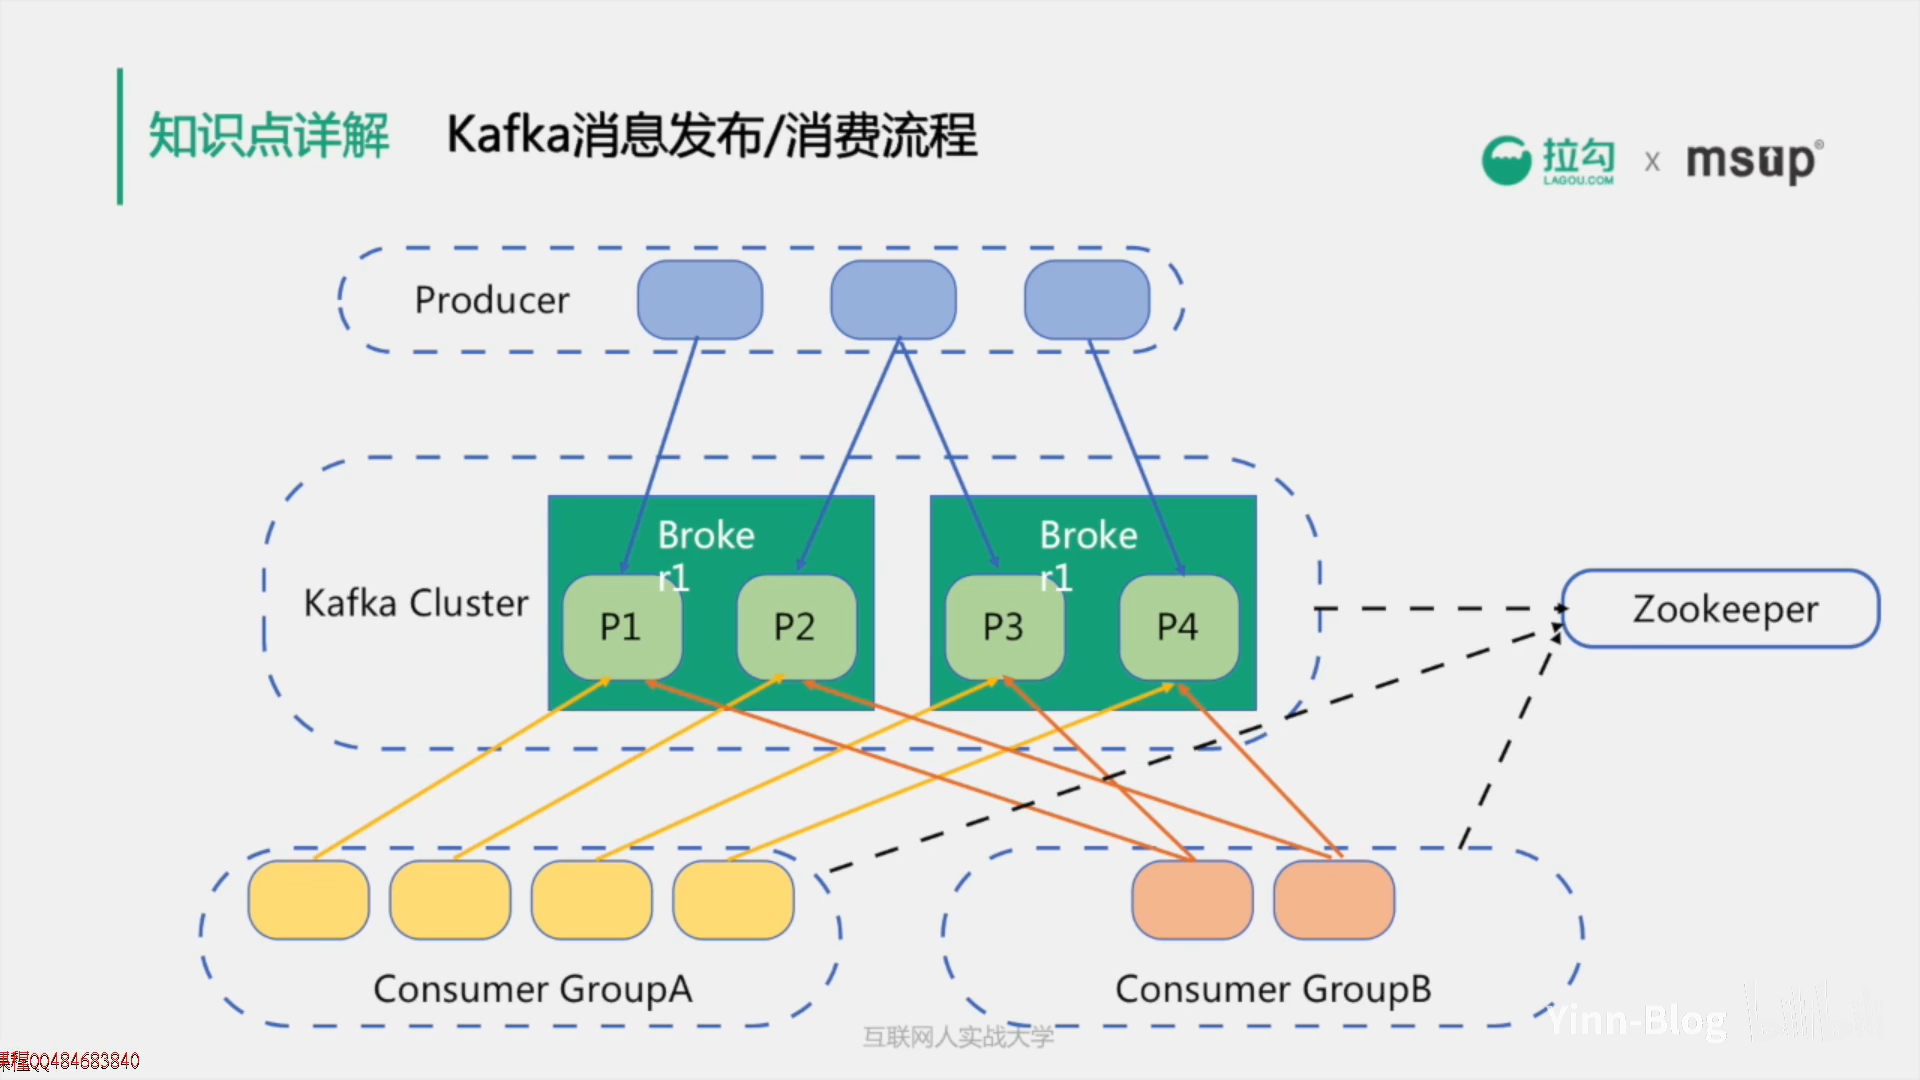 知识点详解 Kafka消息发布/消费流程
拉勾
LAGOU.COM
x
msup®
Producer
Kafka Cluster
Broke
r1
P1
P2
Broke
r1
P3
P4
Zookeeper
Consumer GroupA
Consumer GroupB
Yinn-Blog
互联网人实战大学
QQ484683840